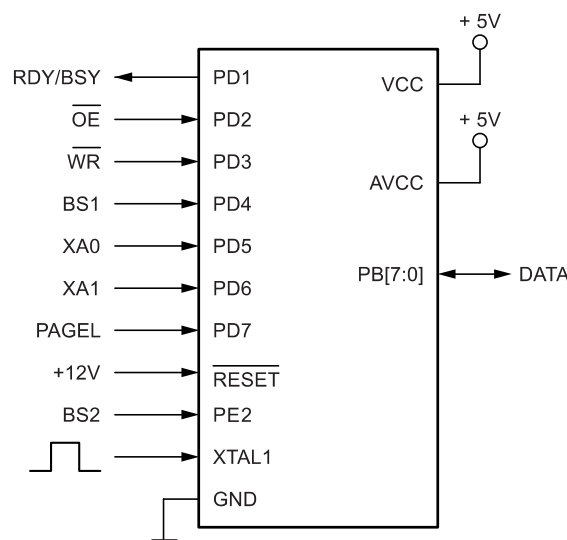 + 5V
RDY/BSY PD1 VCC
OE PD2
+ 5V
WR PD3
BS1 PD4 AVCC
XA0 PD5
PB[7:0] DATA
XA1 PD6
PAGEL PD7
+12V RESET
BS2 PE2
XTAL1
GND